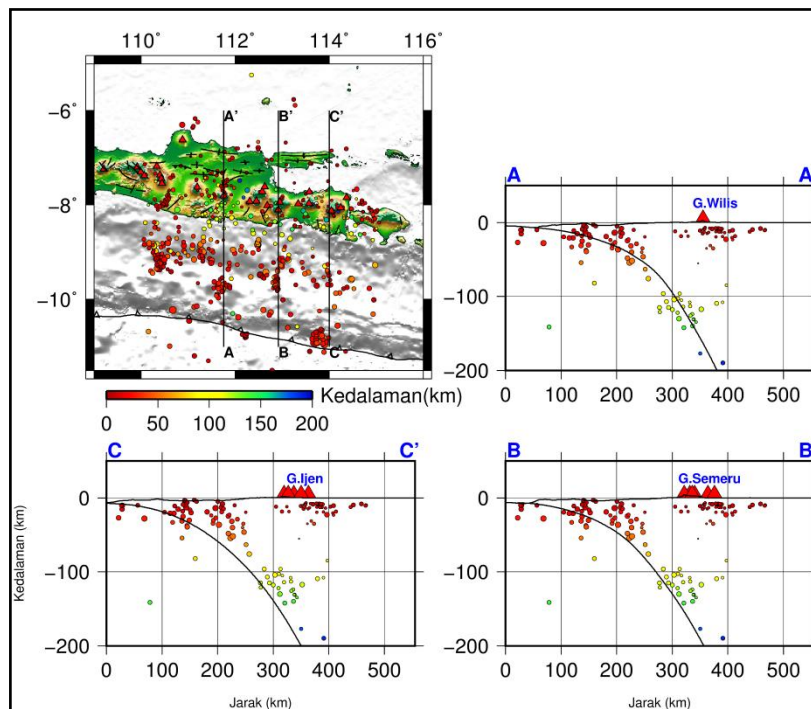 110° 112° 114° 116°
A' B' C'
−6°
−8°
−10°
A B C
Kedalaman(km)
0 50 100 150 200
A A
G.Wilis
0
−100
−200
0 100 200 300 400 500
C C'
G.Ijen
Kedalaman (km)
0
−100
−200
0 100 200 300 400 500
Jarak (km)
B B
G.Semeru
0
−100
−200
0 100 200 300 400 500
Jarak (km)